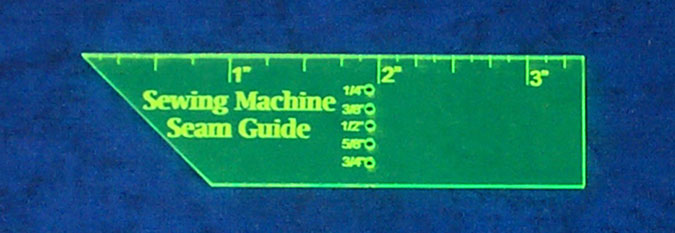 1" 2" 3"
Sewing Machine
Seam Guide
1/4"
3/8"
1/2"
5/8"
3/4"